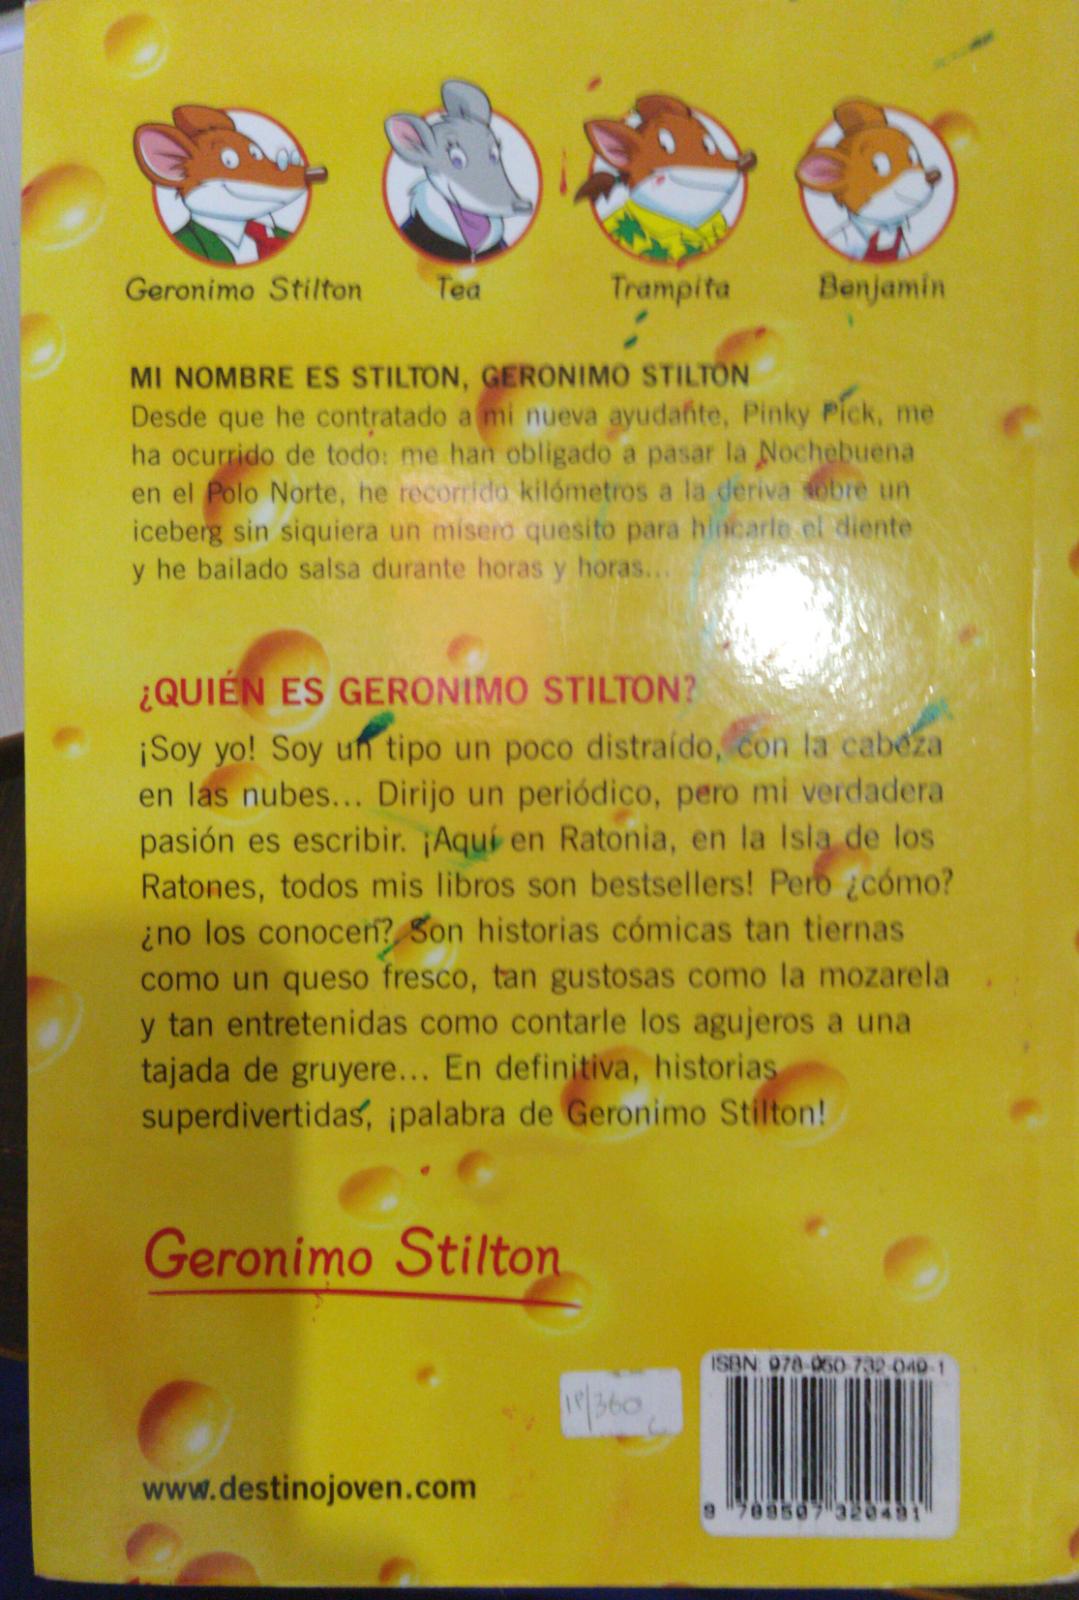 Geronimo Stilton
Tea
Trampita
Benjamín
MI NOMBRE ES STILTON, GERONIMO STILTON
Desde que he contratado a mi nueva ayudante, Pinky Pick, me
ha ocurrido de todo: me han obligado a pasar la Nochebuena
en el Polo Norte, he recorrido kilómetros a la deriva sobre un
iceberg sin siquiera un mísero quesito para hincarle el diente
y he bailado salsa durante horas y horas...
¿QUIÉN ES GERONIMO STILTON?
¡Soy yo! Soy un tipo un poco distraído, con la cabeza
en las nubes... Dirijo un periódico, pero mi verdadera
pasión es escribir. ¡Aquí en Ratonia, en la Isla de los
Ratones, todos mis libros son bestsellers! Pero ¿cómo?
¿no los conocen? Son historias cómicas tan tiernas
como un queso fresco, tan gustosas como la mozarela
y tan entretenidas como contarle los agujeros a una
tajada de gruyere... En definitiva, historias
superdivertidas, ¡palabra de Geronimo Stilton!
Geronimo Stilton
ISBN: 978-950-732-049-1
/360
www.destinojoven.com
9 789507 320491